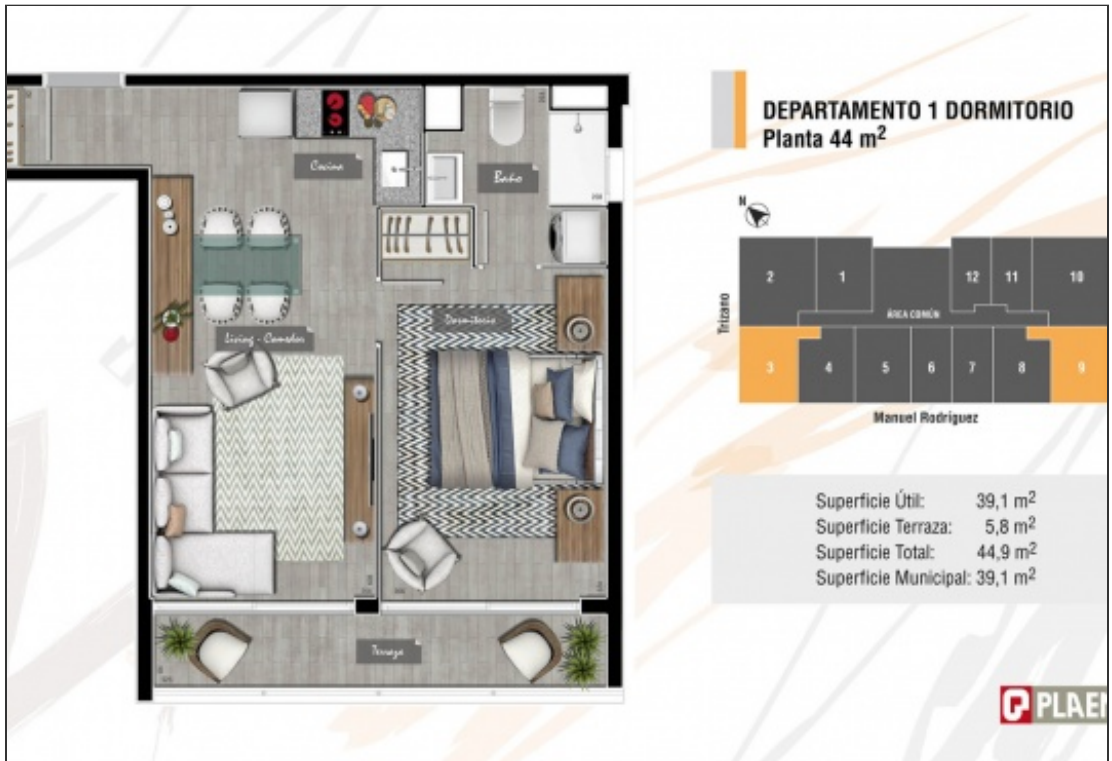 DEPARTAMENTO 1 DORMITORIO
Planta 44 m²
Cocina
Baño
Living - Comedor
Dormitorio
Terraza
N
2
1
12
11
10
ÁREA COMÚN
Trizano
3
4
5
6
7
8
9
Manuel Rodríguez
Superficie Útil: 39,1 m²
Superficie Terraza: 5,8 m²
Superficie Total: 44,9 m²
Superficie Municipal: 39,1 m²
PLAEN